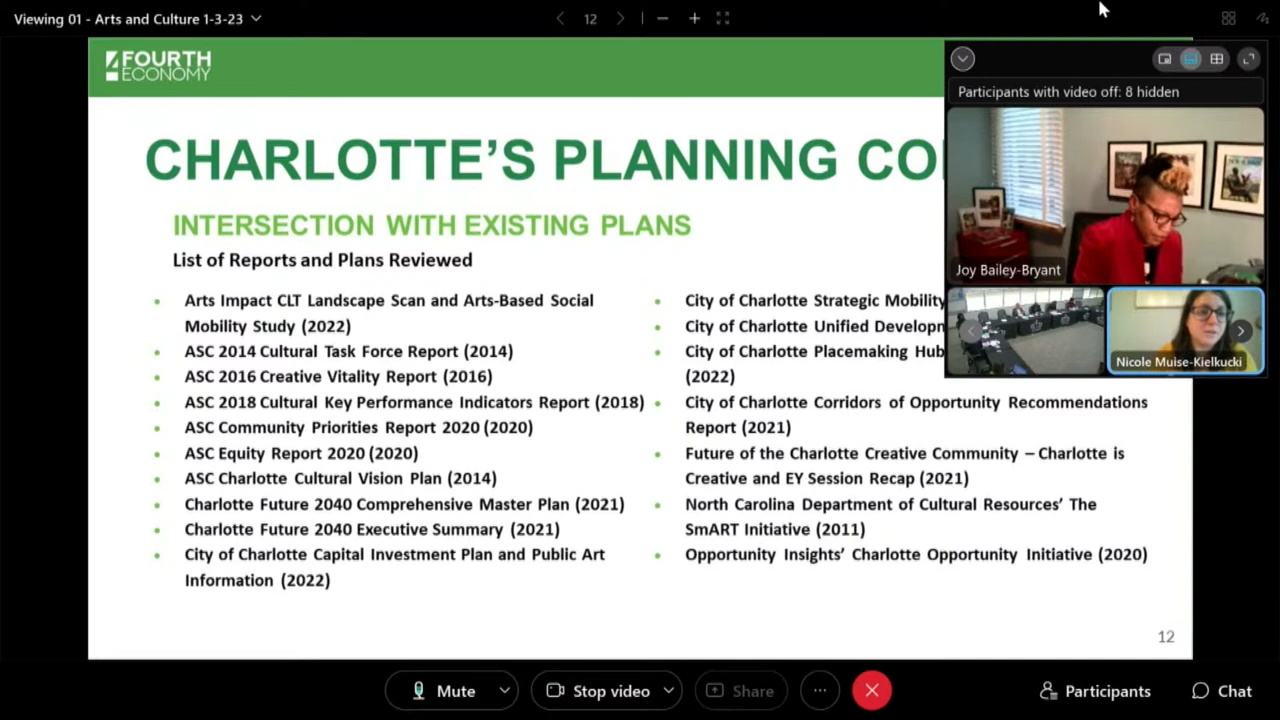 Viewing 01 - Arts and Culture 1-3-23
12
FOURTH
ECONOMY
Participants with video off: 8 hidden
CHARLOTTE'S PLANNING
INTERSECTION WITH EXISTING PLANS
List of Reports and Plans Reviewed
Joy Bailey-Bryant
Nicole Muise-Kielkucki
• Arts Impact CLT Landscape Scan and Arts-Based Social
Mobility Study (2022)
• ASC 2014 Cultural Task Force Report (2014)
• ASC 2016 Creative Vitality Report (2016)
• ASC 2018 Cultural Key Performance Indicators Report (2018)
• ASC Community Priorities Report 2020 (2020)
• ASC Equity Report 2020 (2020)
• ASC Charlotte Cultural Vision Plan (2014)
• Charlotte Future 2040 Comprehensive Master Plan (2021)
• Charlotte Future 2040 Executive Summary (2021)
• City of Charlotte Capital Investment Plan and Public Art
Information (2022)
• City of Charlotte Strategic Mobility
• City of Charlotte Unified
• City of Charlotte Placemaking Hub
(2022)
• City of Charlotte Corridors of Opportunity Recommendations
Report (2021)
• Future of the Charlotte Creative Community – Charlotte is
Creative and EY Session Recap (2021)
• North Carolina Department of Cultural Resources' The
SmART Initiative (2011)
• Opportunity Insights' Charlotte Opportunity Initiative (2020)
12
Mute
Stop video
Share
Participants
Chat